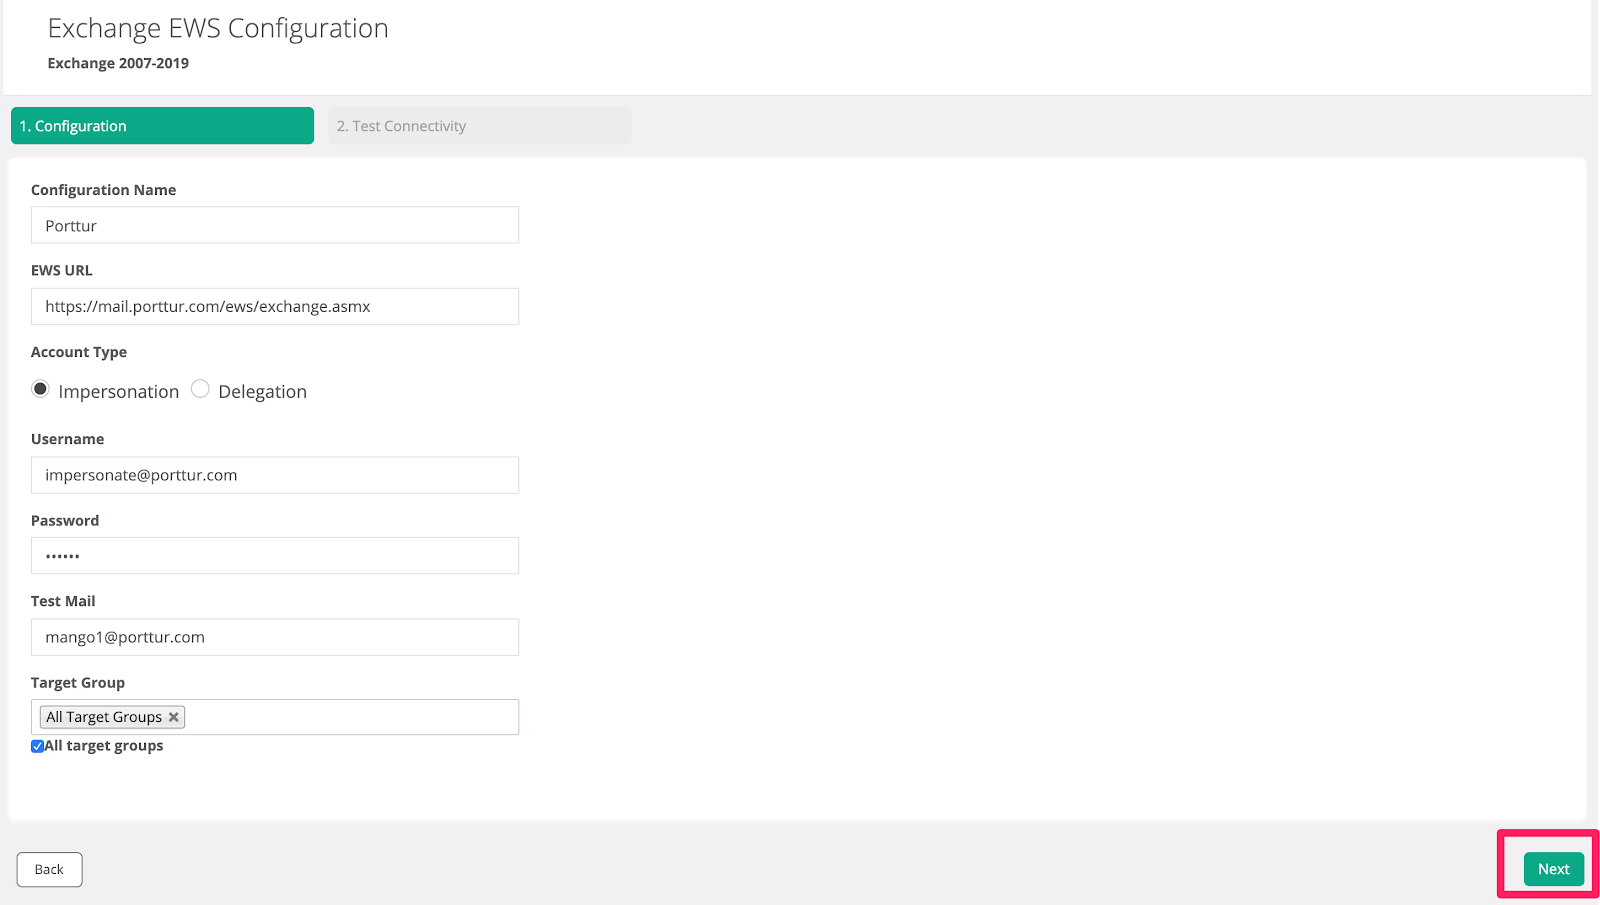 Exchange EWS Configuration
Exchange 2007-2019
1. Configuration
2. Test Connectivity
Configuration Name
Porttur
EWS URL
https://mail.porttur.com/ews/exchange.asmx
Account Type
Impersonation Delegation
Username
impersonate@porttur.com
Password
••••••
Test Mail
mango1@porttur.com
Target Group
All Target Groups ✖
All target groups
Back
Next